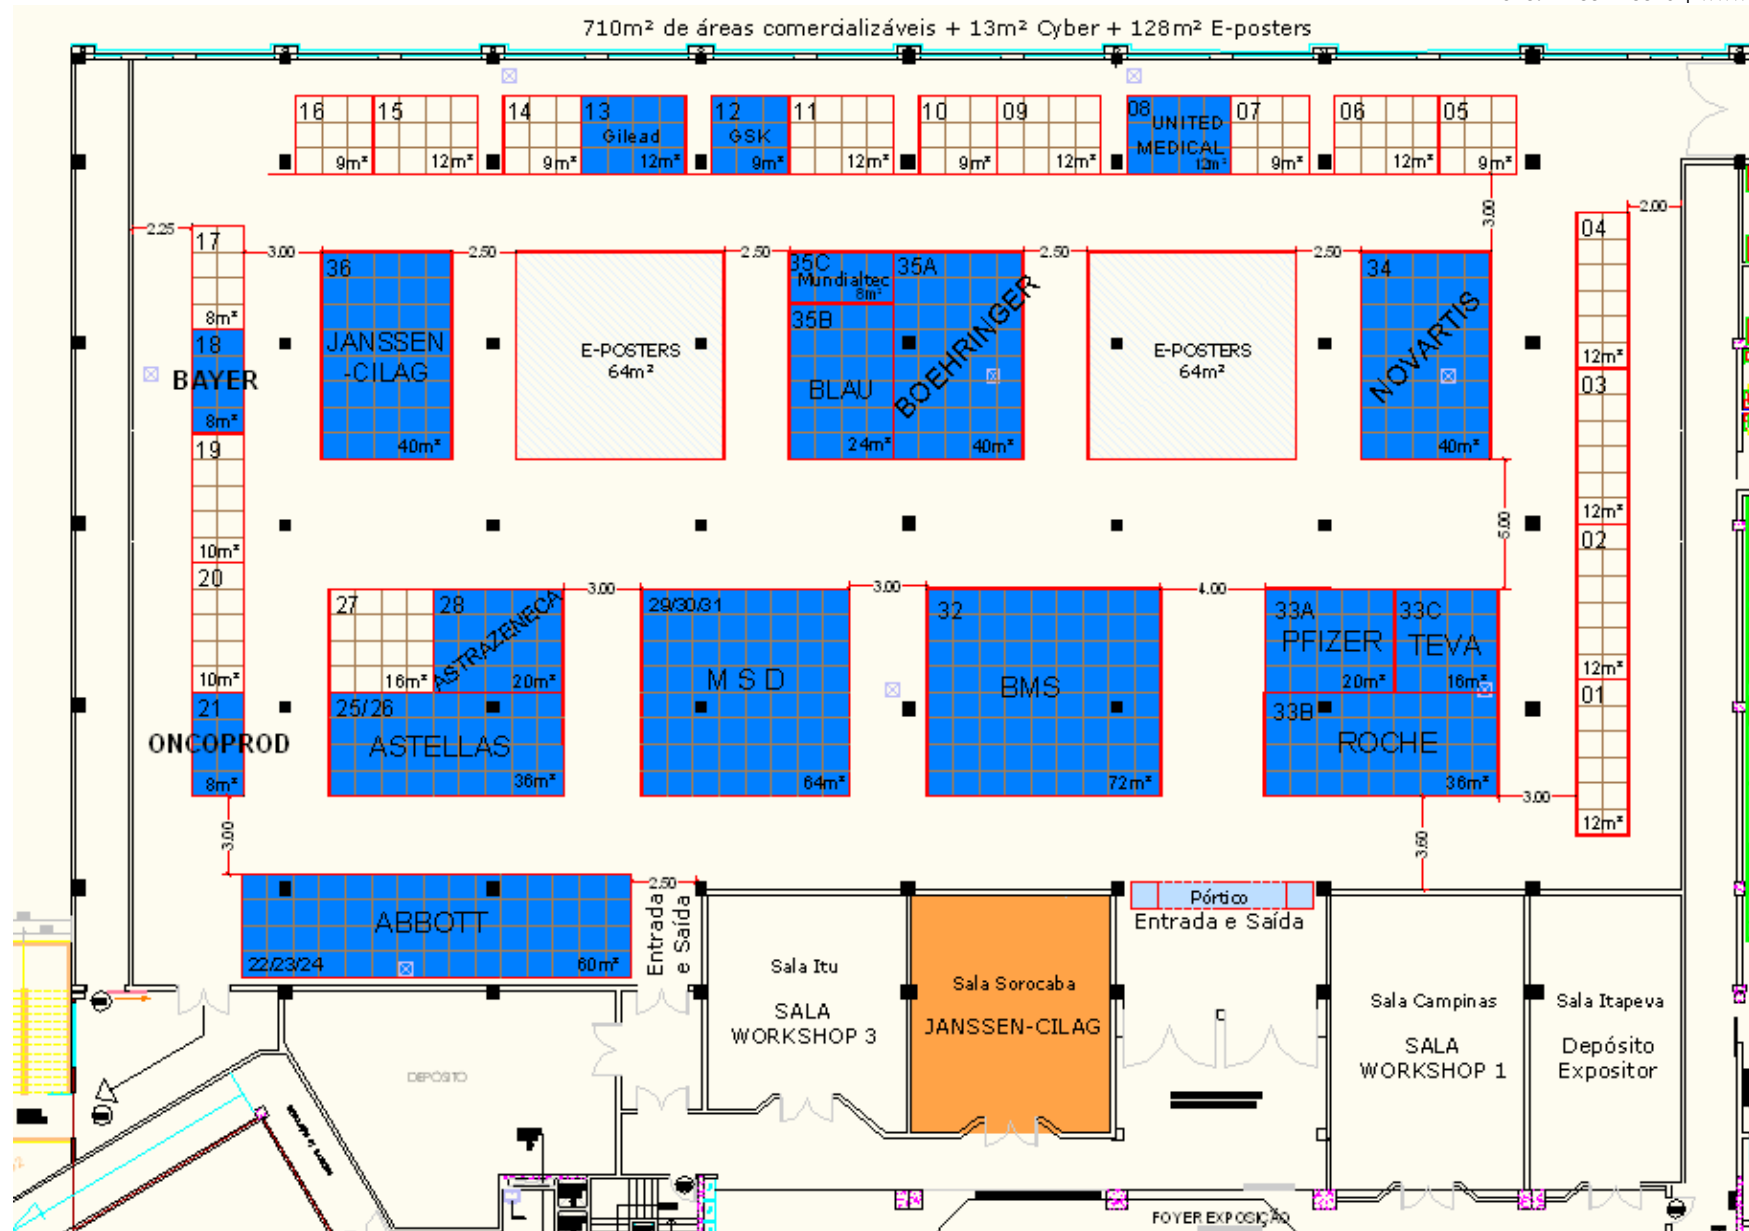 710m² de áreas comercializáveis + 13m² Cyber + 128m² E-posters
16
15
14
13
12
11
10
09
08
07
06
05
Gilead
GSK
UNITED
MEDICAL
9m²
12m²
9m²
12m²
9m²
12m²
9m²
12m²
12m²
9m²
12m²
9m²
2.25
3.00
2.50
2.50
2.50
2.50
3.00
2.00
17
8m²
18
BAYER
8m²
19
10m²
20
10m²
21
ONCOPROD
8m²
36
JANSSEN
-CILAG
40m²
E-POSTERS
64m²
35C
Mundialtec
8m²
35B
BLAU
24m²
35A
BOEHRINGER
40m²
E-POSTERS
64m²
34
NOVARTIS
40m²
04
12m²
03
12m²
02
12m²
01
12m²
5.00
3.00
3.00
4.00
27
16m²
28
ASTRAZENECA
20m²
25/26
ASTELLAS
36m²
29/30/31
M S D
64m²
32
BMS
72m²
33A
PFIZER
20m²
33C
TEVA
16m²
33B
ROCHE
36m²
3.00
3.00
3.60
2.50
ABBOTT
22/23/24
60m²
Entrada
e Saída
Pórtico
Entrada e Saída
Sala Itu
SALA
WORKSHOP 3
Sala Sorocaba
JANSSEN-CILAG
Sala Campinas
SALA
WORKSHOP 1
Sala Itapeva
Depósito
Expositor
DEPÓSITO
FOYER EXPOSIÇÃO